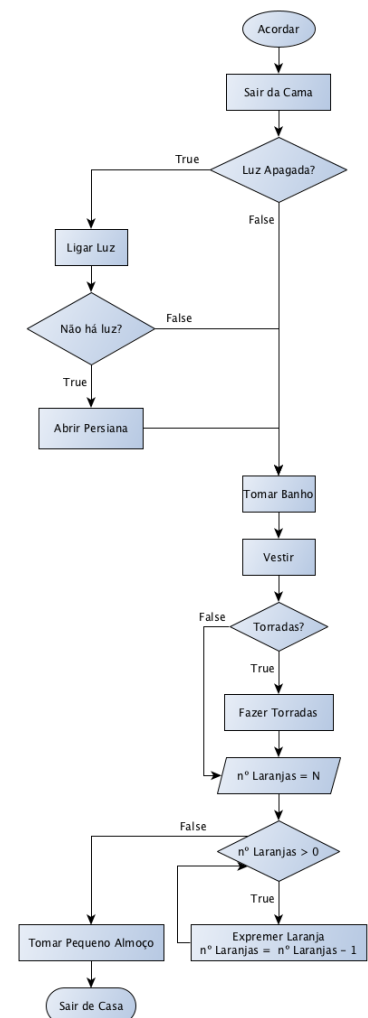 Acordar
Sair da Cama
Luz Apagada?
True
False
Ligar Luz
Não há luz?
False
True
Abrir Persiana
Tomar Banho
Vestir
Torradas?
False
True
Fazer Torradas
nº Laranjas = N
nº Laranjas > 0
False
True
Expremer Laranja
nº Laranjas = nº Laranjas - 1
Tomar Pequeno Almoço
Sair de Casa